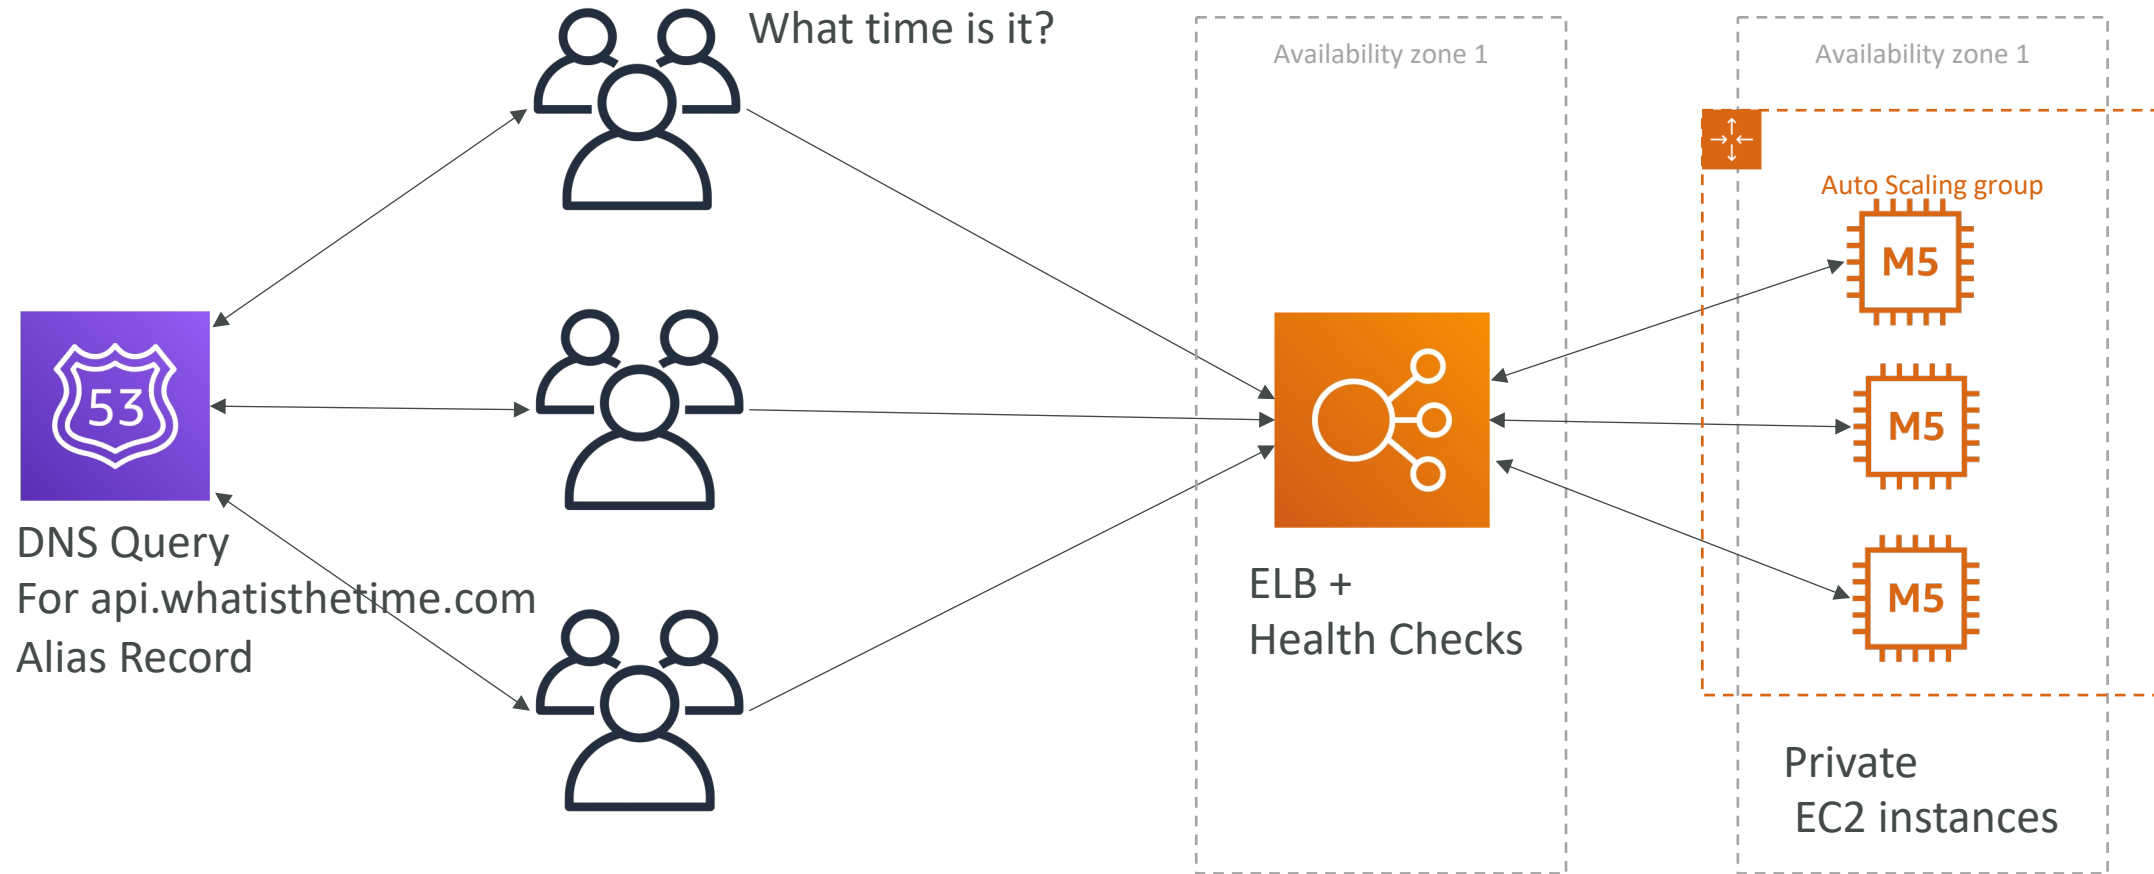 What time is it?
Availability zone 1
Availability zone 1
Auto Scaling group
M5
53
M5
DNS Query
For api.whatisthetime.com
Alias Record
ELB +
Health Checks
M5
Private
EC2 instances